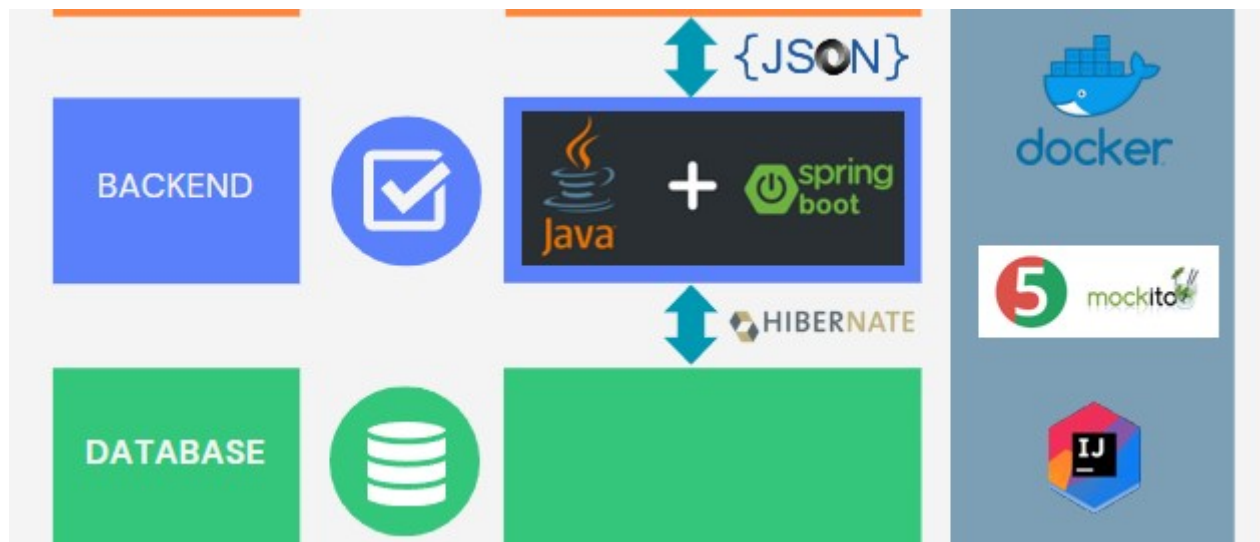 {JSON}
docker
BACKEND
Java
+
spring
boot
5
mockito
HIBERNATE
DATABASE
IJ